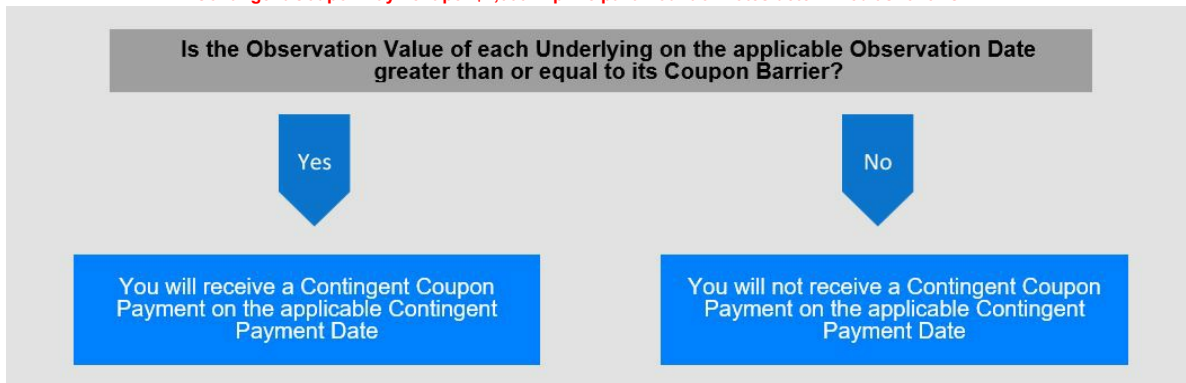 Is the Observation Value of each Underlying on the applicable Observation Date
greater than or equal to its Coupon Barrier?
Yes
No
You will receive a Contingent Coupon
Payment on the applicable Contingent
Payment Date
You will not receive a Contingent Coupon
Payment on the applicable Contingent
Payment Date